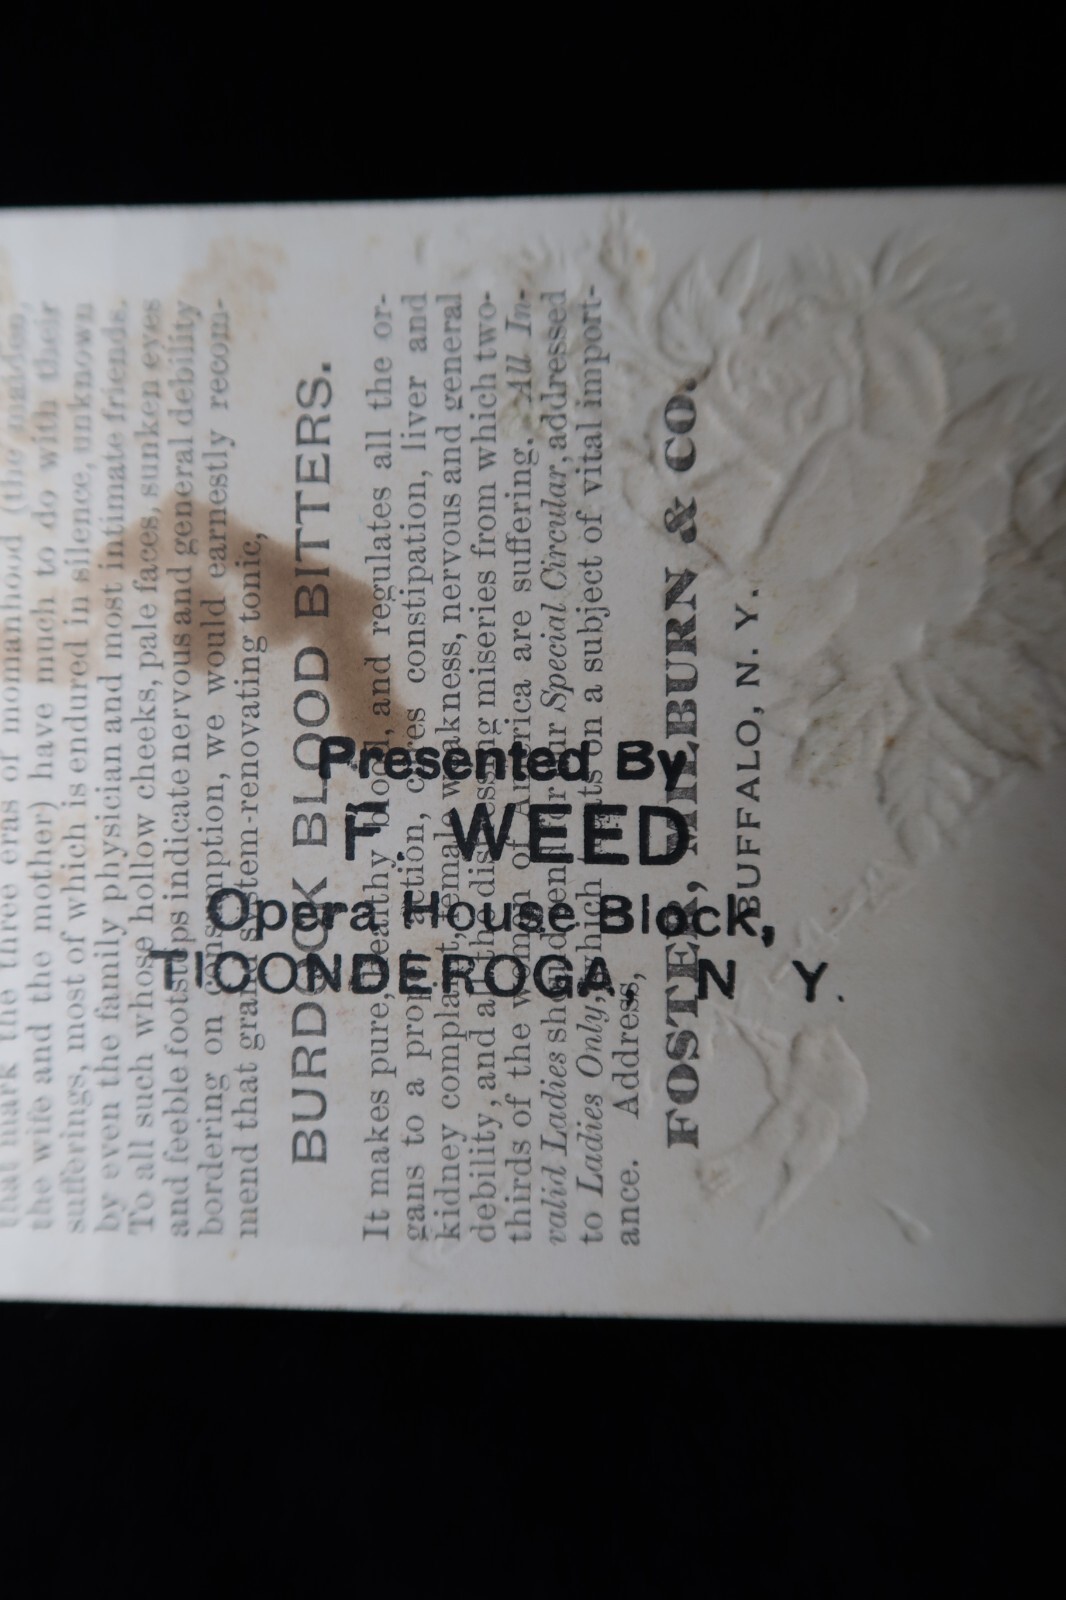 that mark the three eras of womanhood (the maiden,
the wife and the mother) have much to do with their
sufferings, most of which is endured in silence, unknown
by even the family physician and most intimate friends.
To all such whose hollow cheeks, pale faces, sunken eyes
and feeble footsteps indicate nervous and general debility
bordering on consumption, we would earnestly recom-
mend that grand system-renovating tonic,
BURDOCK BLOOD BITTERS.
It makes pure, healthy blood, and regulates all the or-
gans to a proper action, cures constipation, liver and
kidney complaint, female weakness, nervous and general
debility, and all the distressing miseries from which two-
thirds of the women of America are suffering. All In-
valid Ladies should send for our Special Circular, addressed
to Ladies Only, which treats on a subject of vital import-
ance. Address,
FOSTER, MILBURN & CO.,
BUFFALO, N. Y.
Presented By
F. WEED
Opera House Block,
TICONDEROGA, N Y.